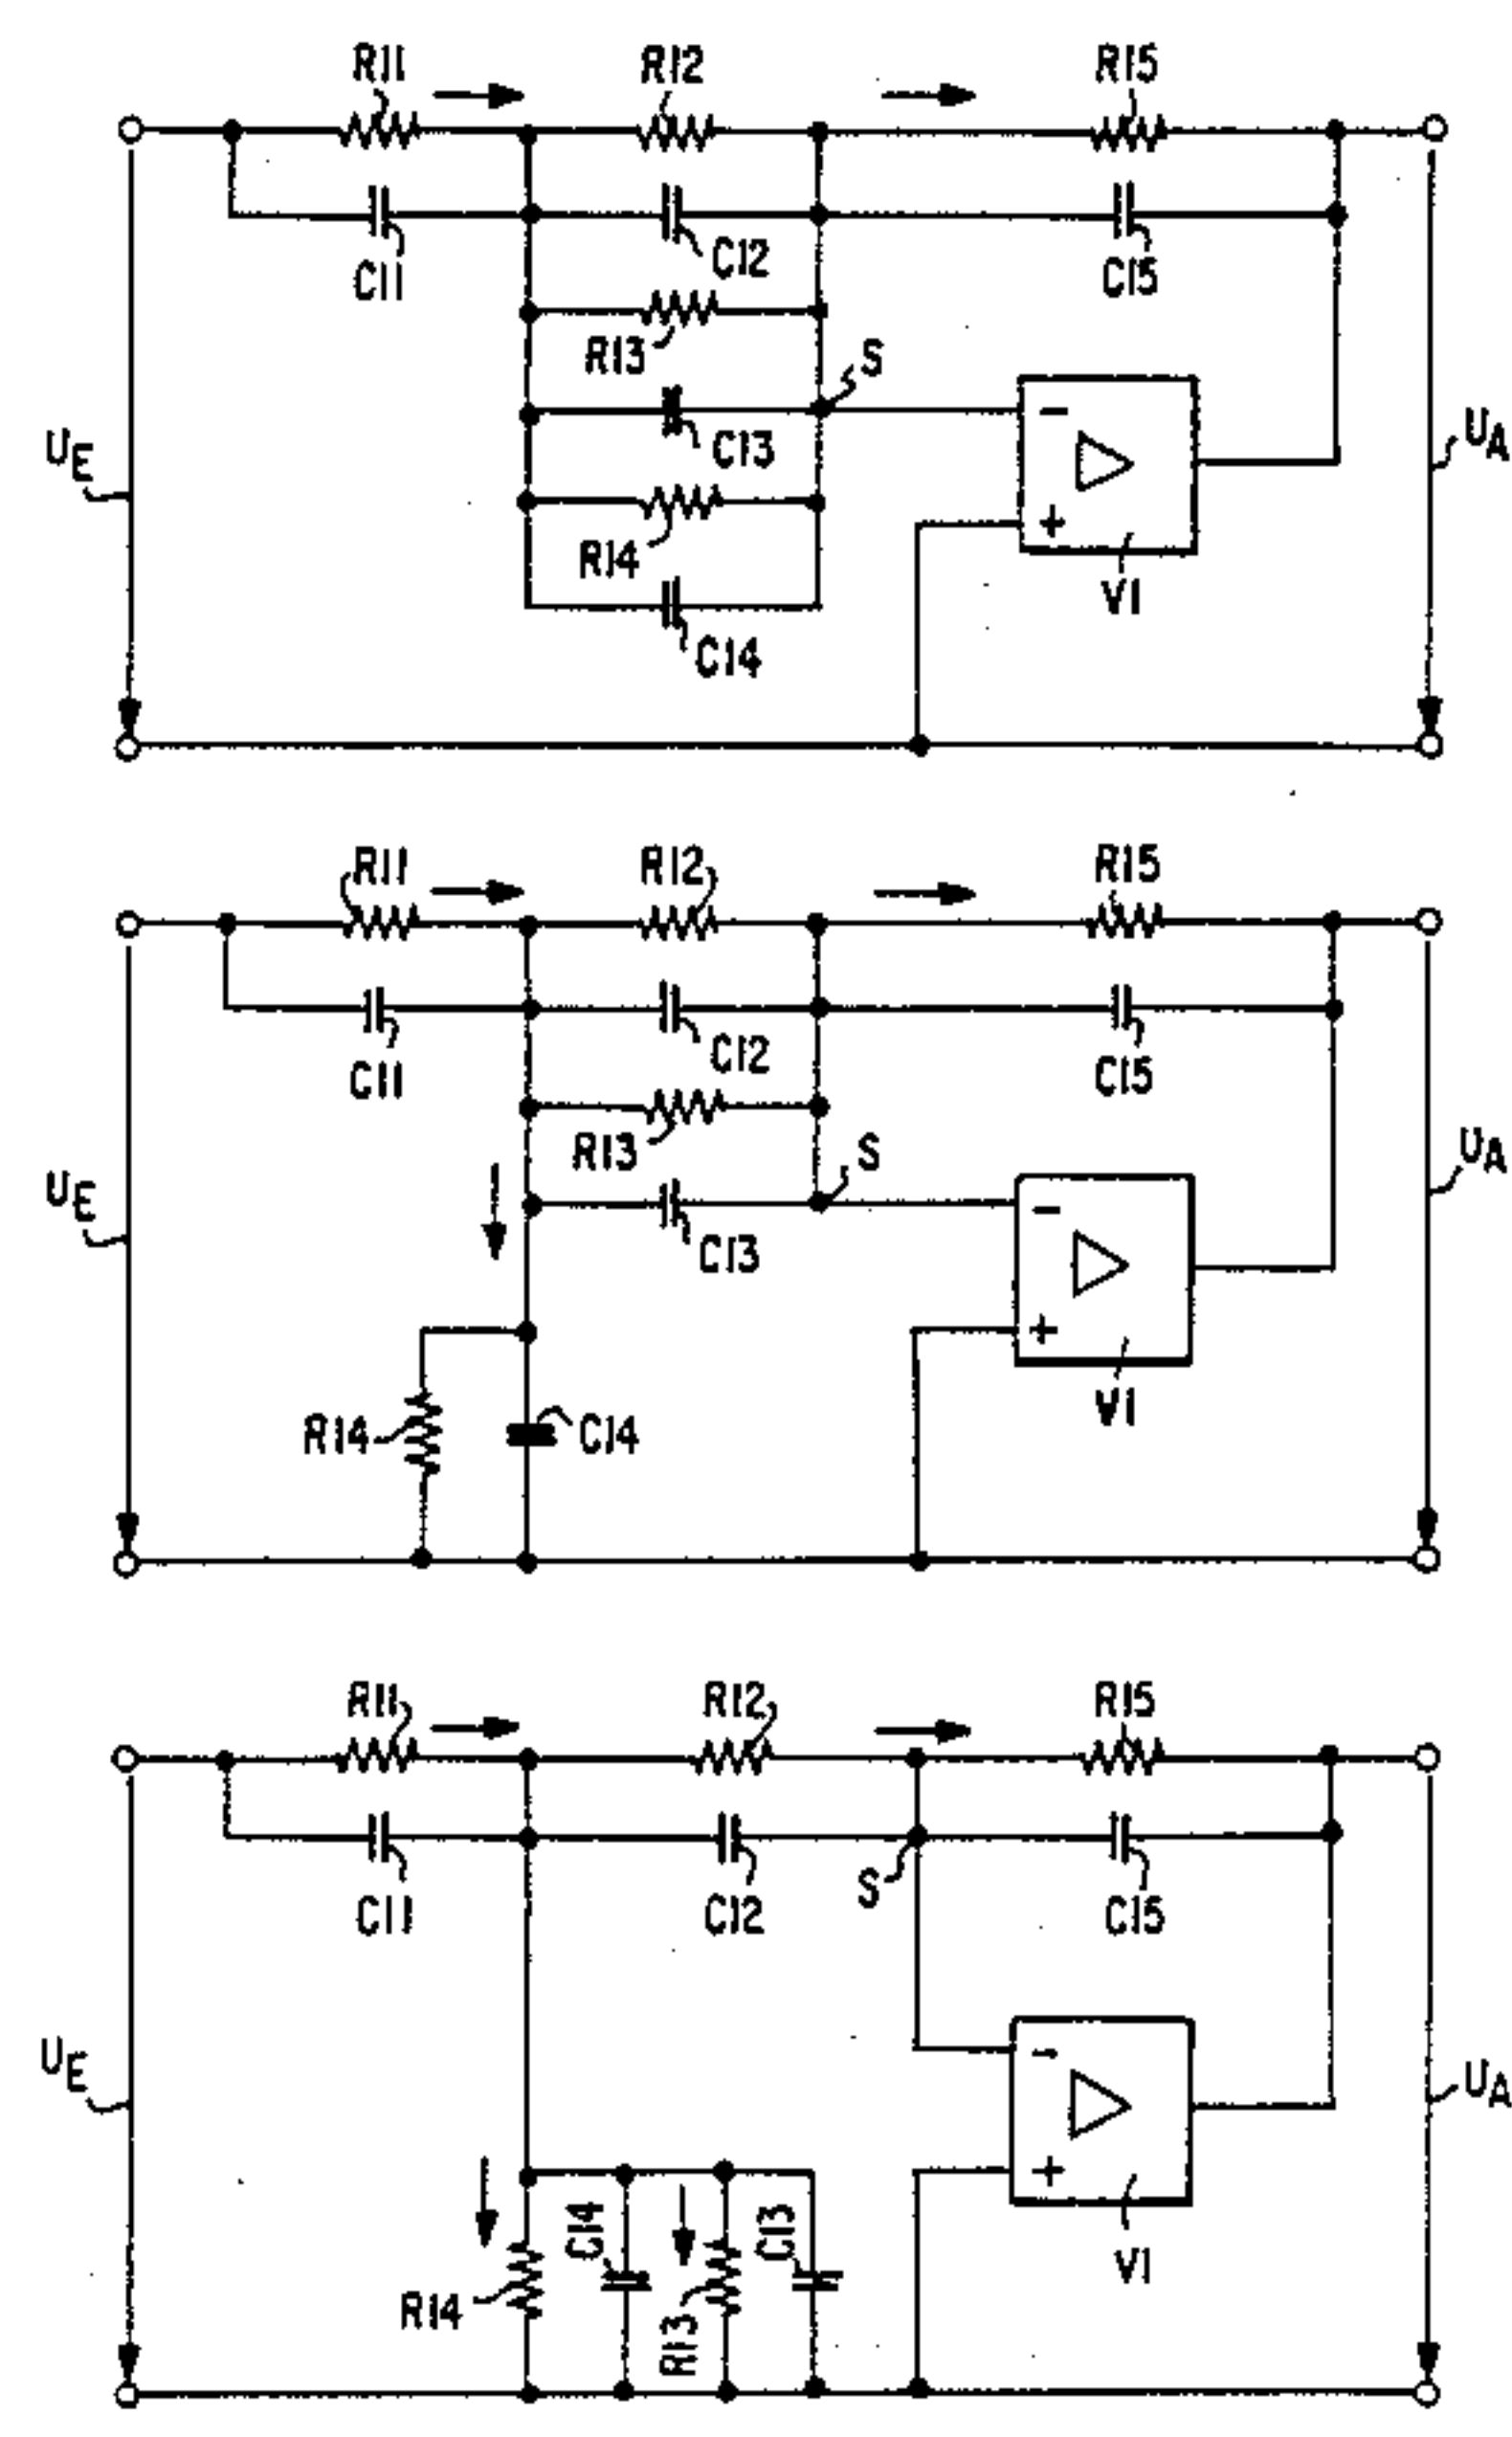 R11 R12 R15
C11 C12 C15
R13
S
- 
C13
UE
UA
+
R14
V1
C14
R11 R12 R15
C11 C12 C15
R13
S
UE
UA
-
C13
+
R14
C14
V1
R11 R12 R15
C11 C12 S C15
UE
UA
-
+
C14
C13
R14
R13
V1